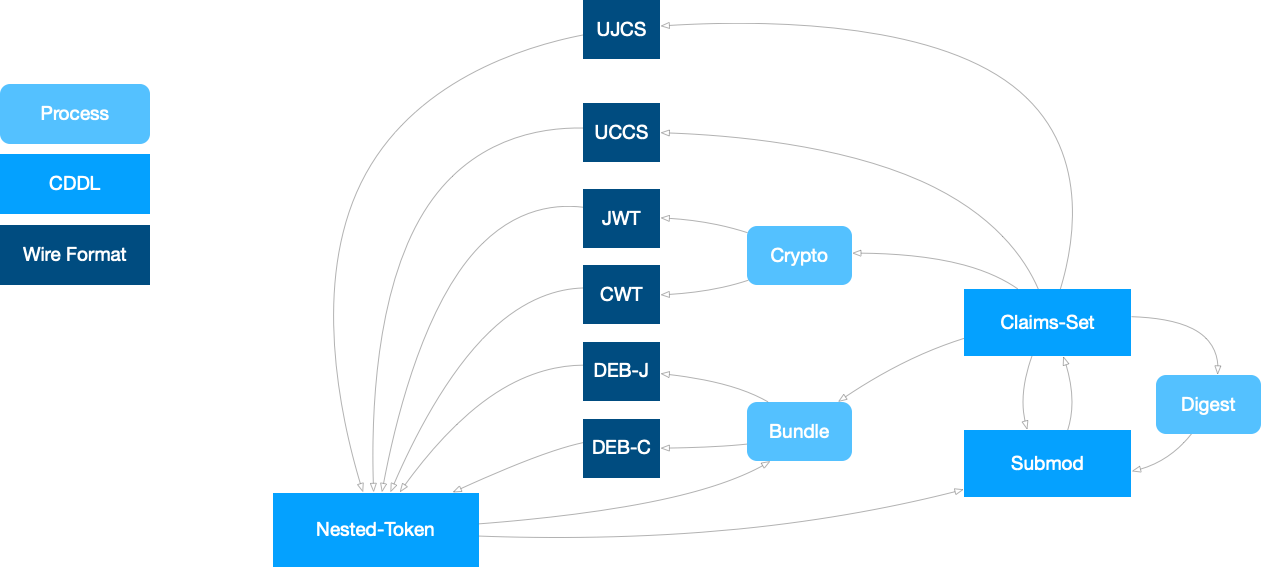 UJCS
Process
UCCS
CDDL
JWT
Wire Format
Crypto
CWT
Claims-Set
DEB-J
Digest
Bundle
DEB-C
Submod
Nested-Token